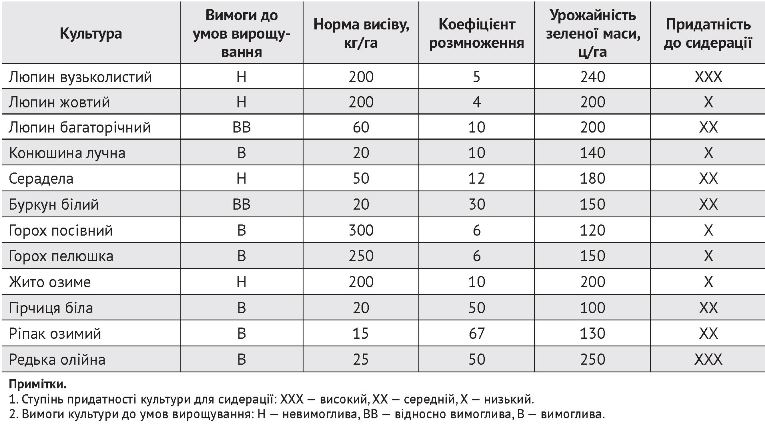 Культура	Вимоги до умов вирощу-вання	Норма висіву, кг/га	Коефіцієнт розмноження	Урожайність зеленої маси, ц/га	Придатність до сидерації
Люпин вузьколистий	Н	200	5	240	ХХХ
Люпин жовтий	Н	200	4	200	Х
Люпин багаторічний	ВВ	60	10	200	ХХ
Конюшина лучна	В	20	10	140	Х
Серадела	Н	50	12	180	ХХ
Буркун білий	ВВ	20	30	150	ХХ
Горох посівний	В	300	6	120	Х
Горох пелюшка	В	250	6	150	Х
Жито озиме	Н	200	10	200	Х
Гірчиця біла	В	20	50	100	ХХ
Ріпак озимий	В	15	67	130	ХХ
Редька олійна	В	25	50	250	ХХХ
Примітки.
1. Ступінь придатності культури для сидерації: ХХХ — високий, ХХ — середній, Х — низький.
2. Вимоги культури до умов вирощування: Н — невимоглива, ВВ — відносно вимоглива, В — вимоглива.